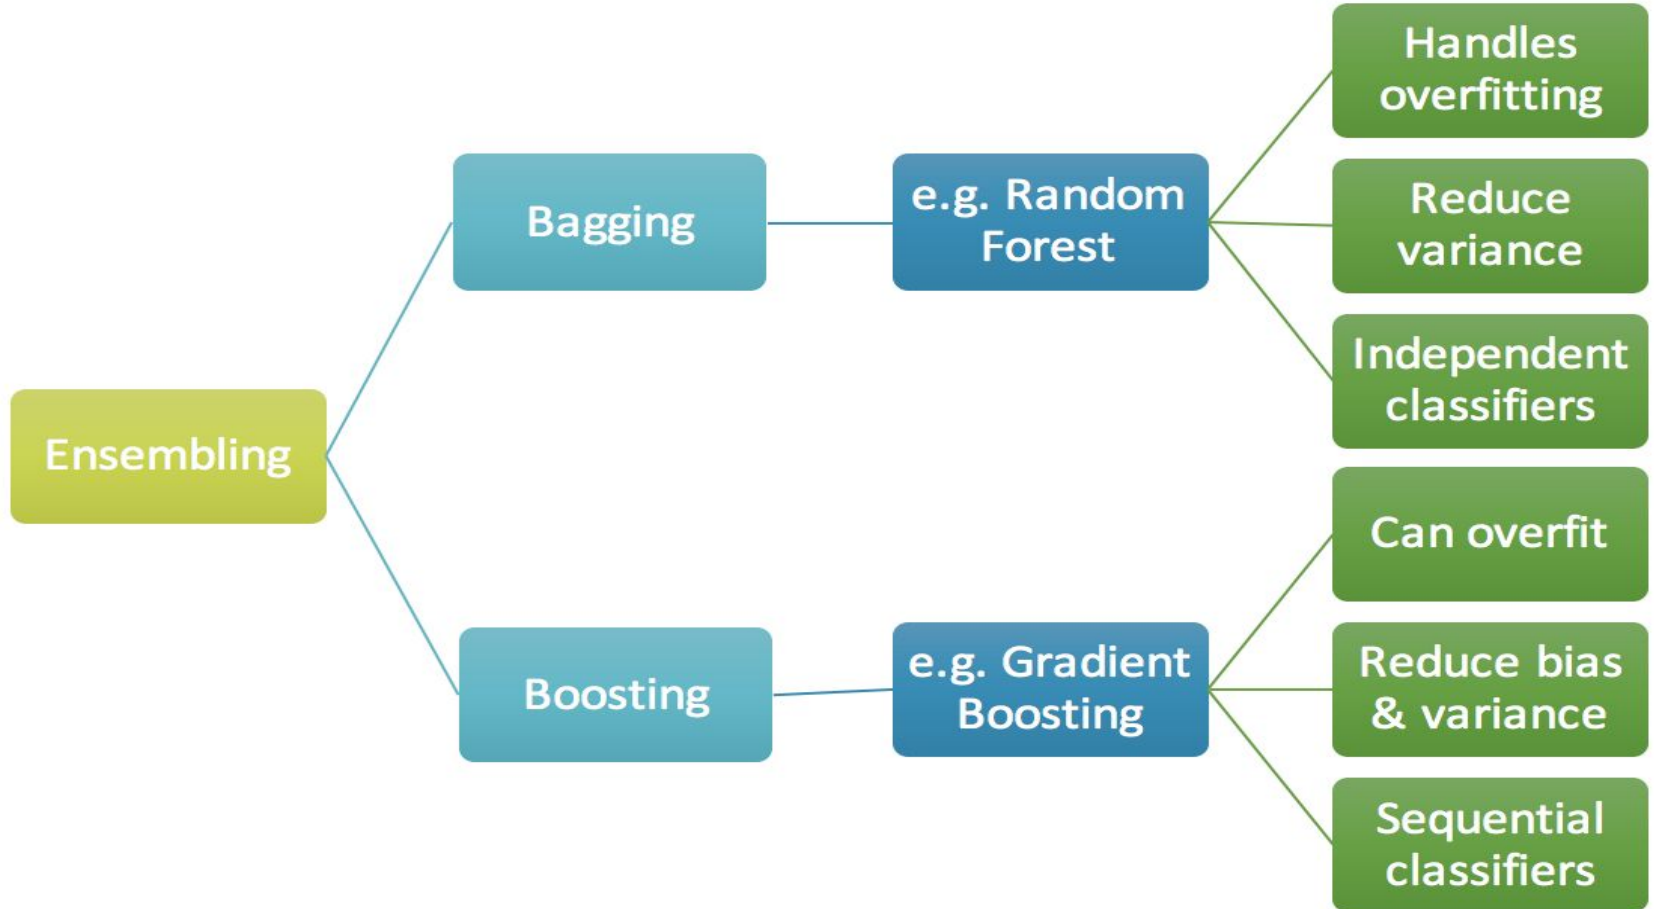 Ensembling
Bagging
e.g. Random
Forest
Handles
overfitting
Reduce
variance
Independent
classifiers
Boosting
e.g. Gradient
Boosting
Can overfit
Reduce bias
& variance
Sequential
classifiers